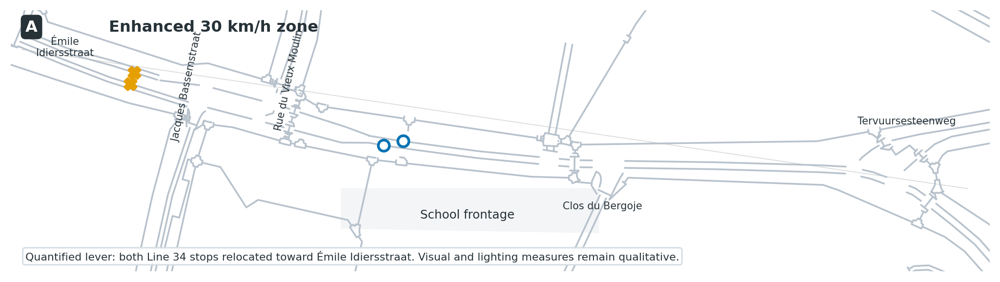 A
Enhanced 30 km/h zone
Émile
Idiersstraat
Jacques Bassemstraat
Rue du Vieux Moulin
Tervuursesteenweg
Clos du Bergoje
School frontage
Quantified lever: both Line 34 stops relocated toward Émile Idiersstraat. Visual and lighting measures remain qualitative.